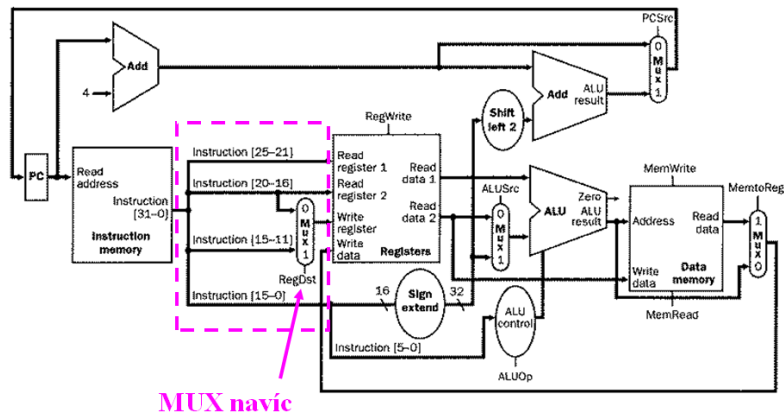 PCSrc
Add
4
0
M
u
x
1
Add
ALU
result
Shift
left 2
RegWrite
PC
Read
address
Instruction
[31–0]
Instruction
memory
Instruction [25–21]
Instruction [20–16]
Instruction [15–11]
Instruction [15–0]
0
M
u
x
1
RegDst
Read
register 1
Read
register 2
Write
register
Write
data
Read
data 1
Read
data 2
Registers
ALUSrc
0
M
u
x
1
Zero
ALU
ALU
result
MemWrite
Address
Read
data
Write
data
Data
memory
MemRead
MemtoReg
1
M
u
x
0
16
Sign
extend
32
Instruction [5–0]
ALU
control
ALUOp
MUX navíc